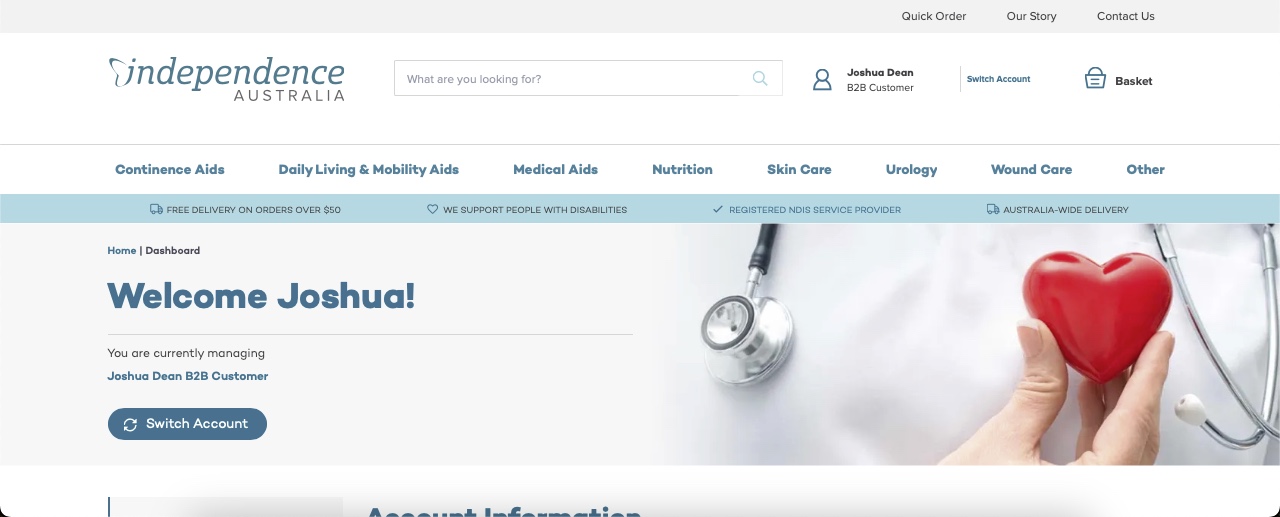 Quick Order
Our Story
Contact Us
independence
AUSTRALIA
What are you looking for?
Joshua Dean
B2B Customer
Switch Account
Basket
Continence Aids
Daily Living & Mobility Aids
Medical Aids
Nutrition
Skin Care
Urology
Wound Care
Other
FREE DELIVERY ON ORDERS OVER $50
WE SUPPORT PEOPLE WITH DISABILITIES
REGISTERED NDIS SERVICE PROVIDER
AUSTRALIA-WIDE DELIVERY
Home | Dashboard
Welcome Joshua!
You are currently managing
Joshua Dean B2B Customer
Switch Account
Account Information